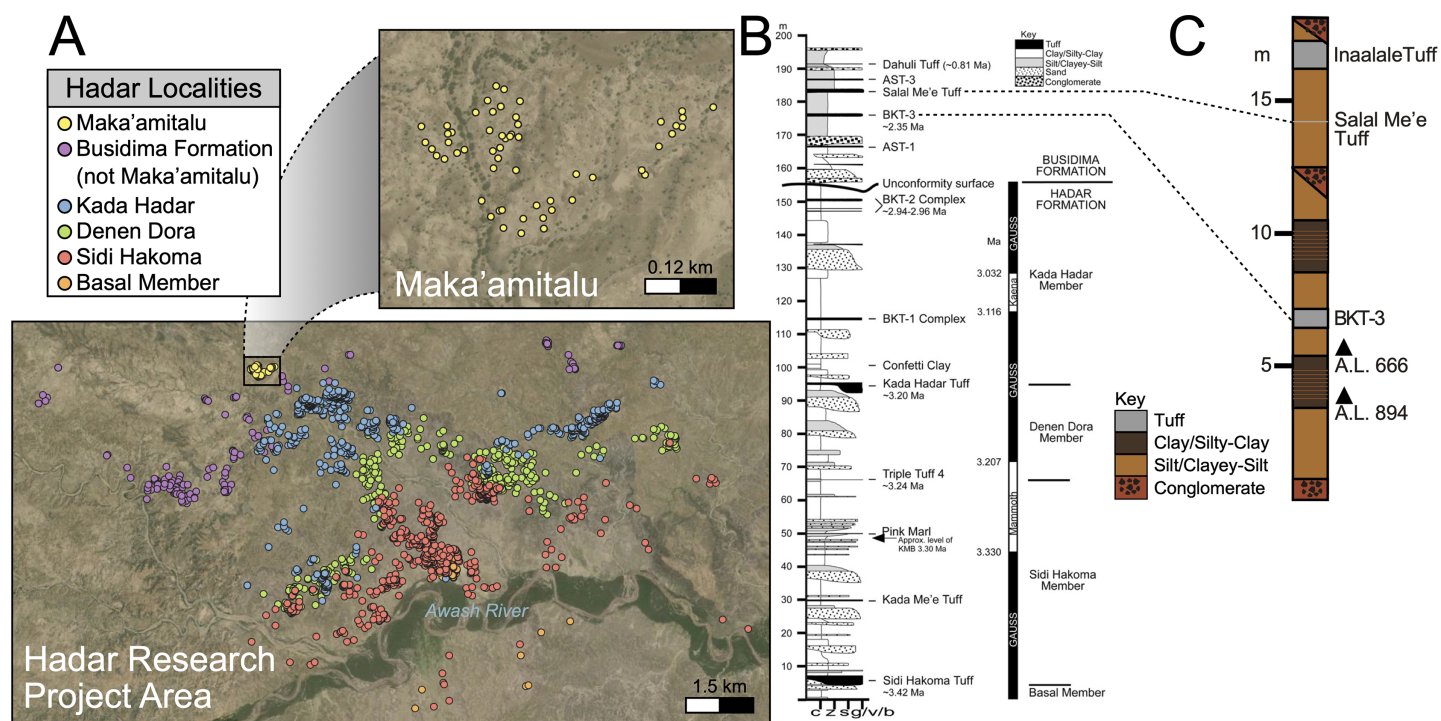 A
Hadar Localities
Maka'amitalu
Busidima Formation
(not Maka'amitalu)
Kada Hadar
Denen Dora
Sidi Hakoma
Basal Member
0.12 km
Maka'amitalu
Awash River
Hadar Research
Project Area
1.5 km
B
m
200
190
180
170
160
150
140
130
120
110
100
90
80
70
60
50
40
30
20
10
c z s g/v/b
Key
Tuff
Clay/Silty-Clay
Silt/Clayey-Silt
Sand
Conglomerate
Dahuli Tuff (~0.81 Ma)
AST-3
Salal Me'e Tuff
BKT-3
~2.35 Ma
AST-1
Unconformity surface
BKT-2 Complex
~2.94-2.96 Ma
BKT-1 Complex
Confetti Clay
Kada Hadar Tuff
~3.20 Ma
Triple Tuff 4
~3.24 Ma
Pink Marl
Approx. level of
KMB 3.30 Ma
Kada Me'e Tuff
Sidi Hakoma Tuff
~3.42 Ma
Ma
3.032
3.116
3.207
3.330
GAUSS
Kaena
GAUSS
Mammoth
GAUSS
BUSIDIMA
FORMATION
HADAR
FORMATION
Kada Hadar
Member
Denen Dora
Member
Sidi Hakoma
Member
Basal Member
C
m
15
10
5
InaalaleTuff
Salal Me'e
Tuff
BKT-3
A.L. 666
A.L. 894
Key
Tuff
Clay/Silty-Clay
Silt/Clayey-Silt
Conglomerate